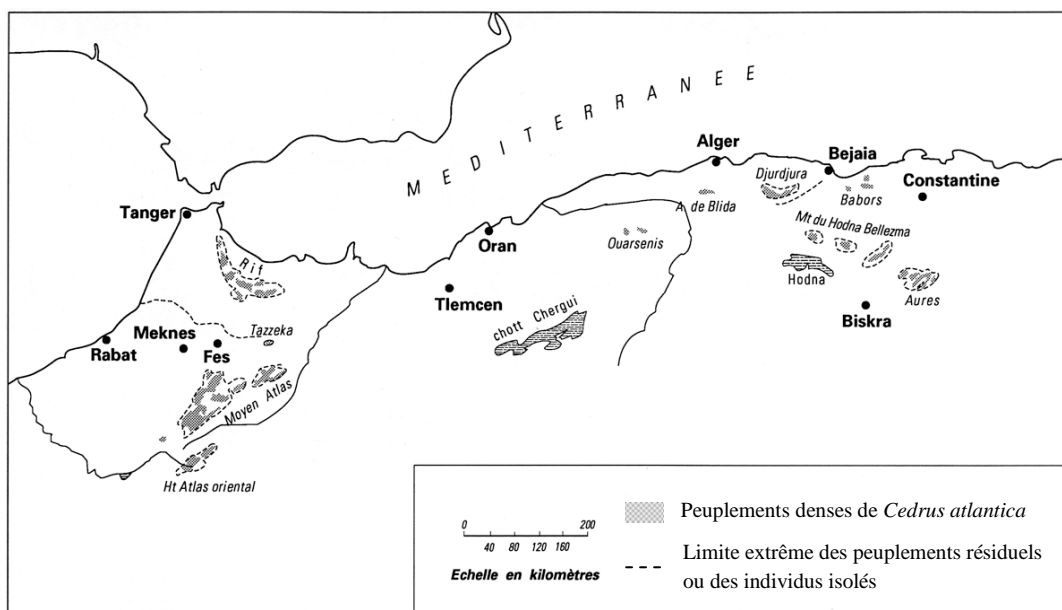 MEDITERRANEE
Alger
Bejaia
Djurdjura
Constantine
Babors
A. de Blida
Tanger
Oran
Ouarsenis
Mt du Hodna Bellezma
Rif
Hodna
Aures
Tlemcen
chott Chergui
Biskra
Tazzeka
Meknes
Rabat
Fes
Moyen Atlas
Ht Atlas oriental
0 200
40 80 120 160
Echelle en kilomètres
Peuplements denses de Cedrus atlantica
Limite extrême des peuplements résiduels
ou des individus isolés